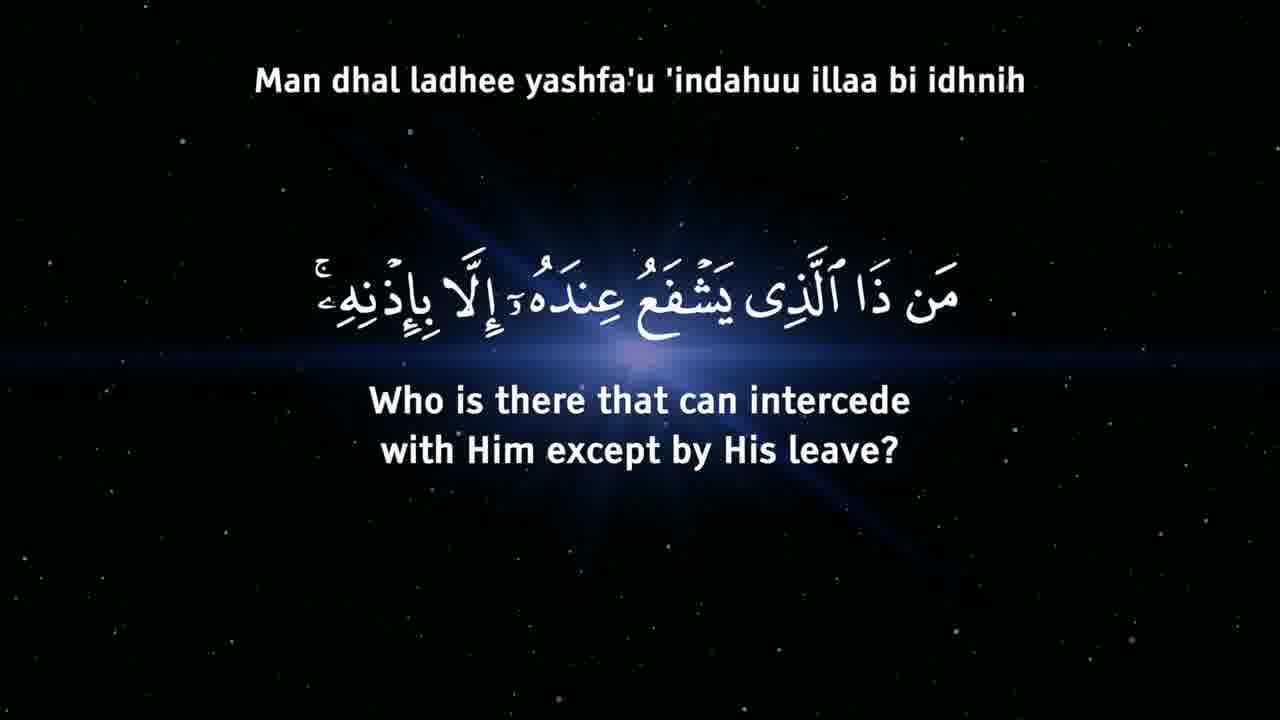 Man dhal ladhee yashfa'u 'indahuu illaa bi idhnih
مَن ذَا ٱلَّذِى يَشْفَعُ عِندَهُۥٓ إِلَّا بِإِذْنِهِۦ ۚ
Who is there that can intercede
with Him except by His leave?